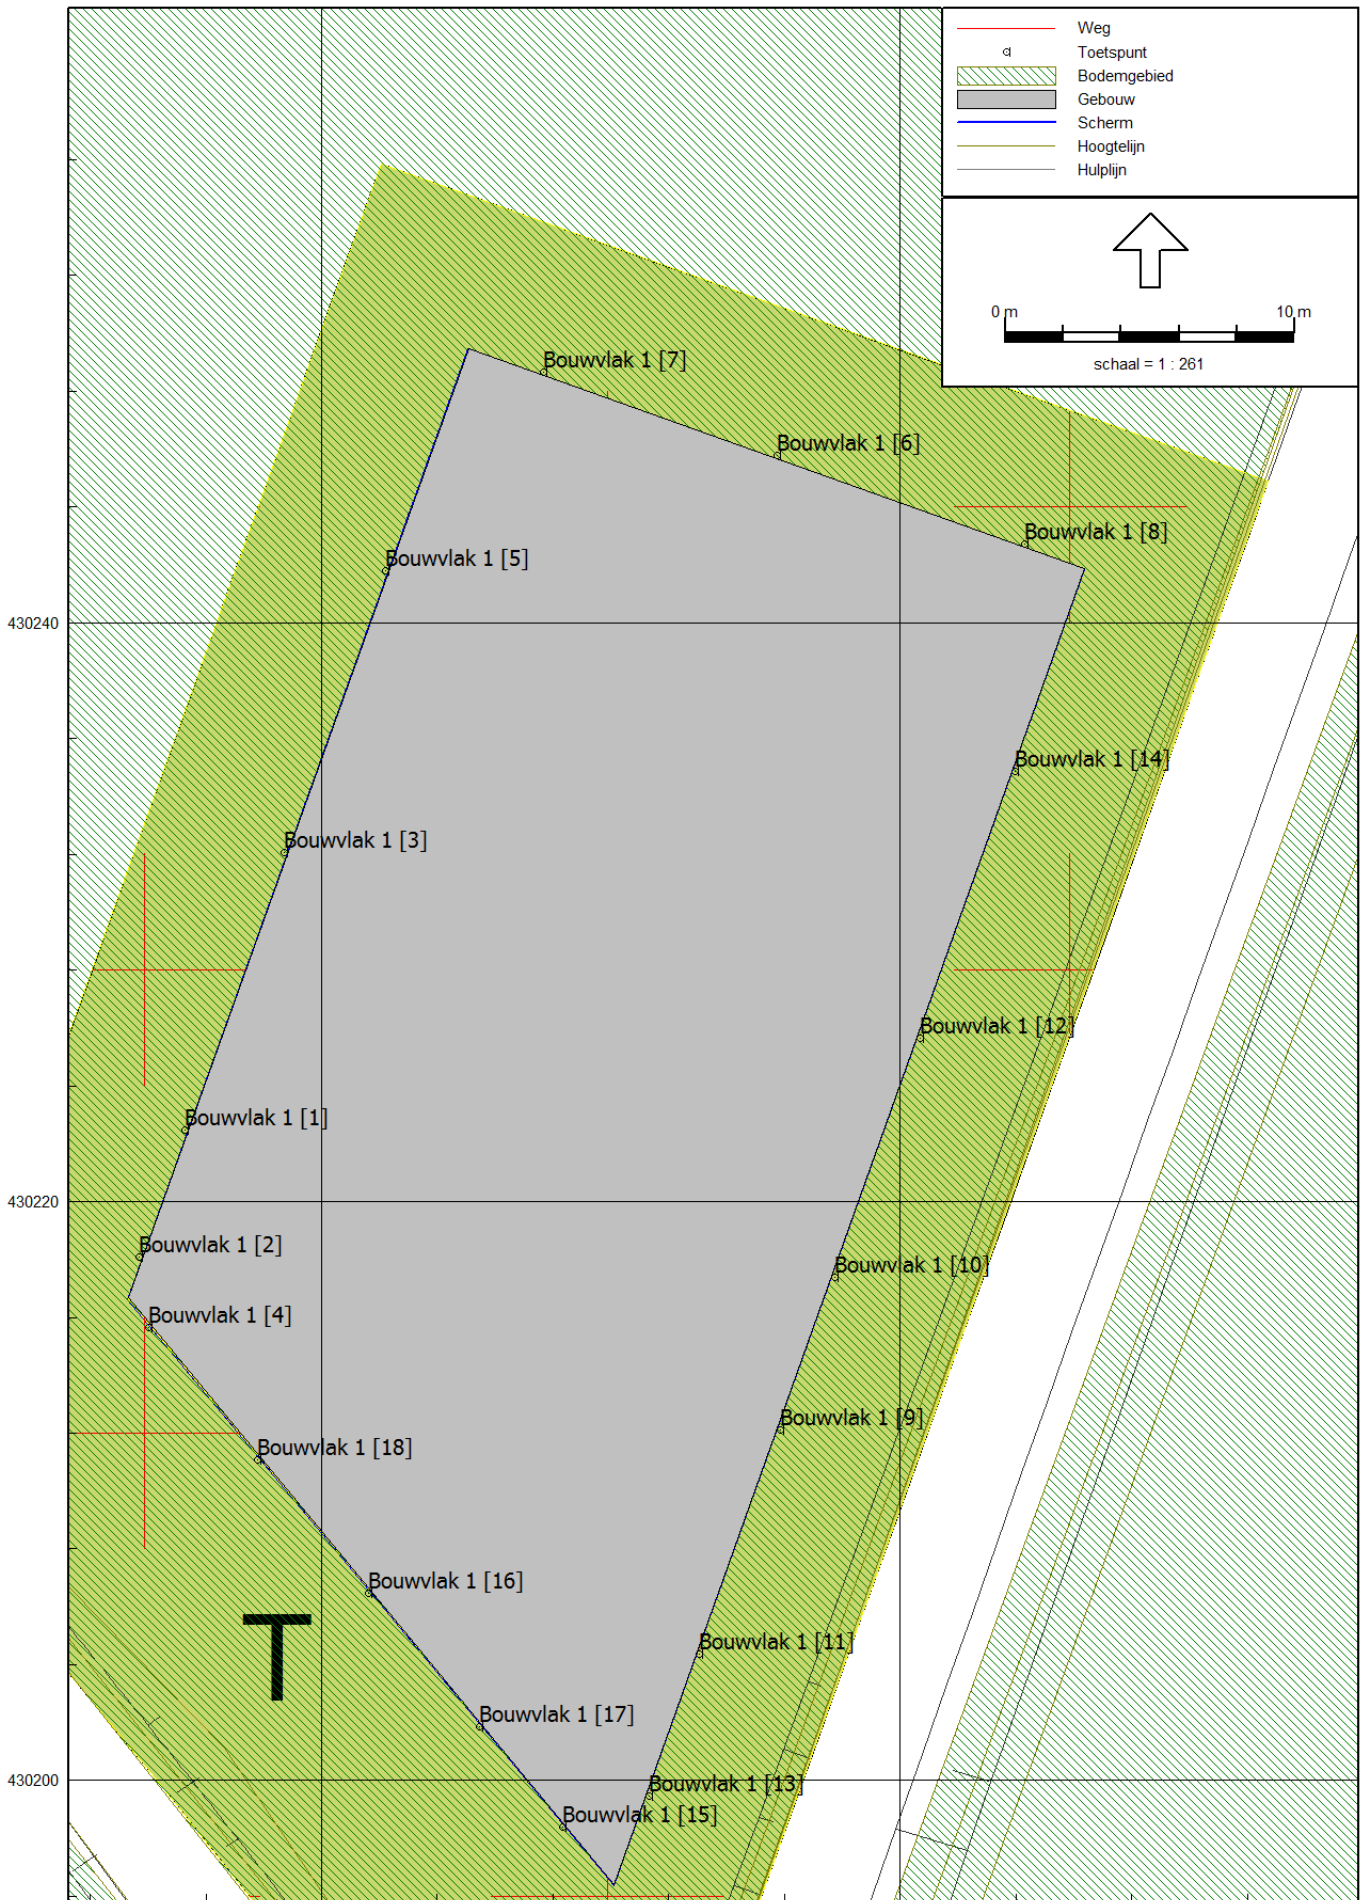 Weg
Toetspunt
Bodemgebied
Gebouw
Scherm
Hoogtelijn
Hulplijn
0 m 10 m
schaal = 1 : 261
Bouwvlak 1 [7]
Bouwvlak 1 [6]
Bouwvlak 1 [8]
Bouwvlak 1 [5]
430240
Bouwvlak 1 [14]
Bouwvlak 1 [3]
Bouwvlak 1 [12]
Bouwvlak 1 [1]
430220
Bouwvlak 1 [2]
Bouwvlak 1 [10]
Bouwvlak 1 [4]
Bouwvlak 1 [9]
Bouwvlak 1 [18]
Bouwvlak 1 [16]
T
Bouwvlak 1 [11]
Bouwvlak 1 [17]
430200
Bouwvlak 1 [13]
Bouwvlak 1 [15]